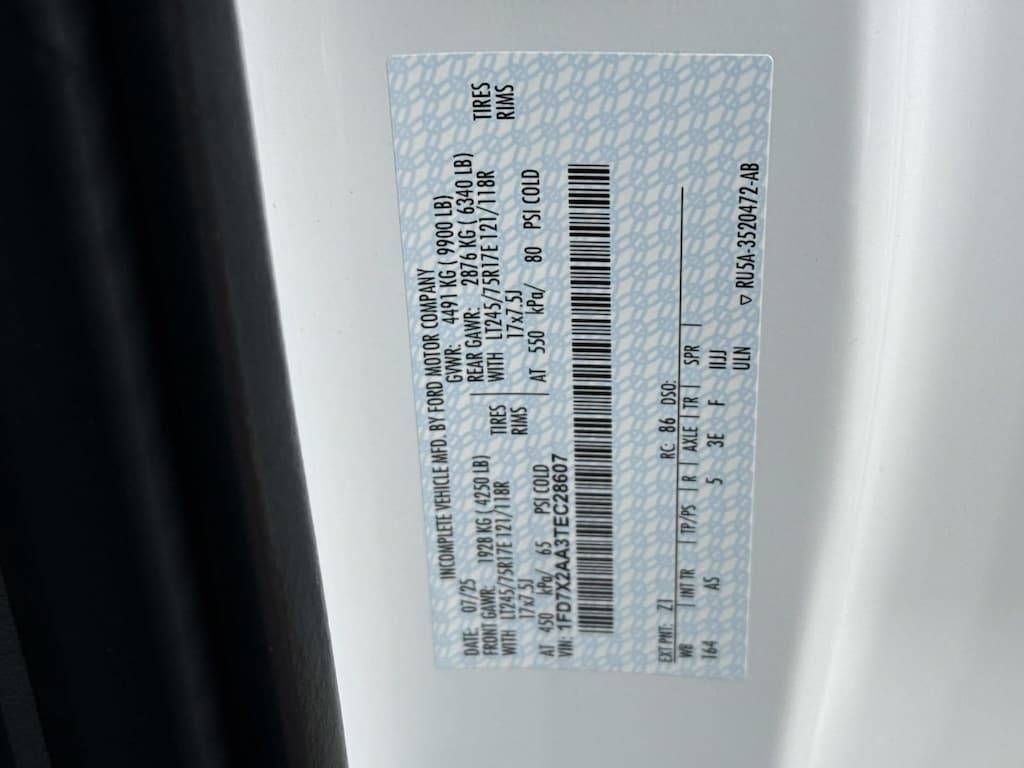 INCOMPLETE VEHICLE MFD. BY FORD MOTOR COMPANY
DATE: 07/25 GVWR: 4491 KG ( 9900 LB)
FRONT GAWR: 1928 KG ( 4250 LB) REAR GAWR: 2876 KG ( 6340 LB)
WITH LT245/75R17E 121/118R TIRES WITH LT245/75R17E 121/118R TIRES
17x7.5J RIMS 17x7.5J RIMS
AT 450 kPa/ 65 PSI COLD AT 550 kPa/ 80 PSI COLD
VIN: 1FD7X2AA3TEC28607
EXT PNT: Z1 RC: 86 DSO:
WB | INT TR | TP/PS | R | AXLE | TR | SPR |
164 AS 5 3E F IIJJ
ULN ▽ RU5A-3520472-AB